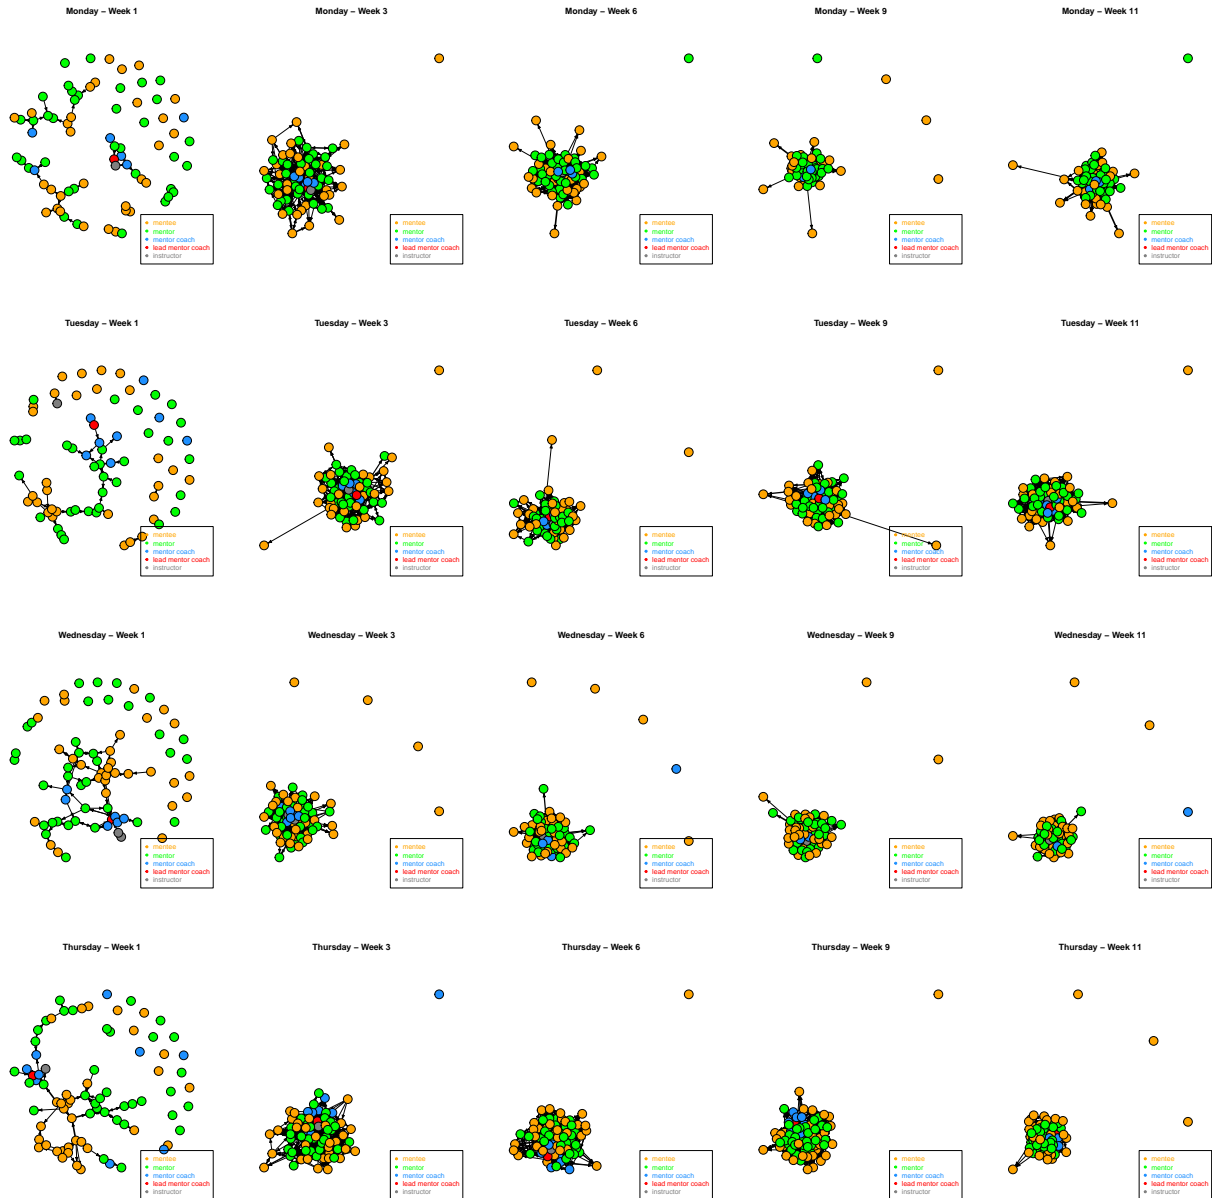 Monday – Week 1
Monday – Week 3
Monday – Week 6
Monday – Week 9
Monday – Week 11
mentee
mentor
mentor coach
lead mentor coach
instructor
mentee
mentor
mentor coach
lead mentor coach
instructor
mentee
mentor
mentor coach
lead mentor coach
instructor
mentee
mentor
mentor coach
lead mentor coach
instructor
mentee
mentor
mentor coach
lead mentor coach
instructor
Tuesday – Week 1
Tuesday – Week 3
Tuesday – Week 6
Tuesday – Week 9
Tuesday – Week 11
mentee
mentor
mentor coach
lead mentor coach
instructor
mentee
mentor
mentor coach
lead mentor coach
instructor
mentee
mentor
mentor coach
lead mentor coach
instructor
mentee
mentor
mentor coach
lead mentor coach
instructor
mentee
mentor
mentor coach
lead mentor coach
instructor
Wednesday – Week 1
Wednesday – Week 3
Wednesday – Week 6
Wednesday – Week 9
Wednesday – Week 11
mentee
mentor
mentor coach
lead mentor coach
instructor
mentee
mentor
mentor coach
lead mentor coach
instructor
mentee
mentor
mentor coach
lead mentor coach
instructor
mentee
mentor
mentor coach
lead mentor coach
instructor
mentee
mentor
mentor coach
lead mentor coach
instructor
Thursday – Week 1
Thursday – Week 3
Thursday – Week 6
Thursday – Week 9
Thursday – Week 11
mentee
mentor
mentor coach
lead mentor coach
instructor
mentee
mentor
mentor coach
lead mentor coach
instructor
mentee
mentor
mentor coach
lead mentor coach
instructor
mentee
mentor
mentor coach
lead mentor coach
instructor
mentee
mentor
mentor coach
lead mentor coach
instructor